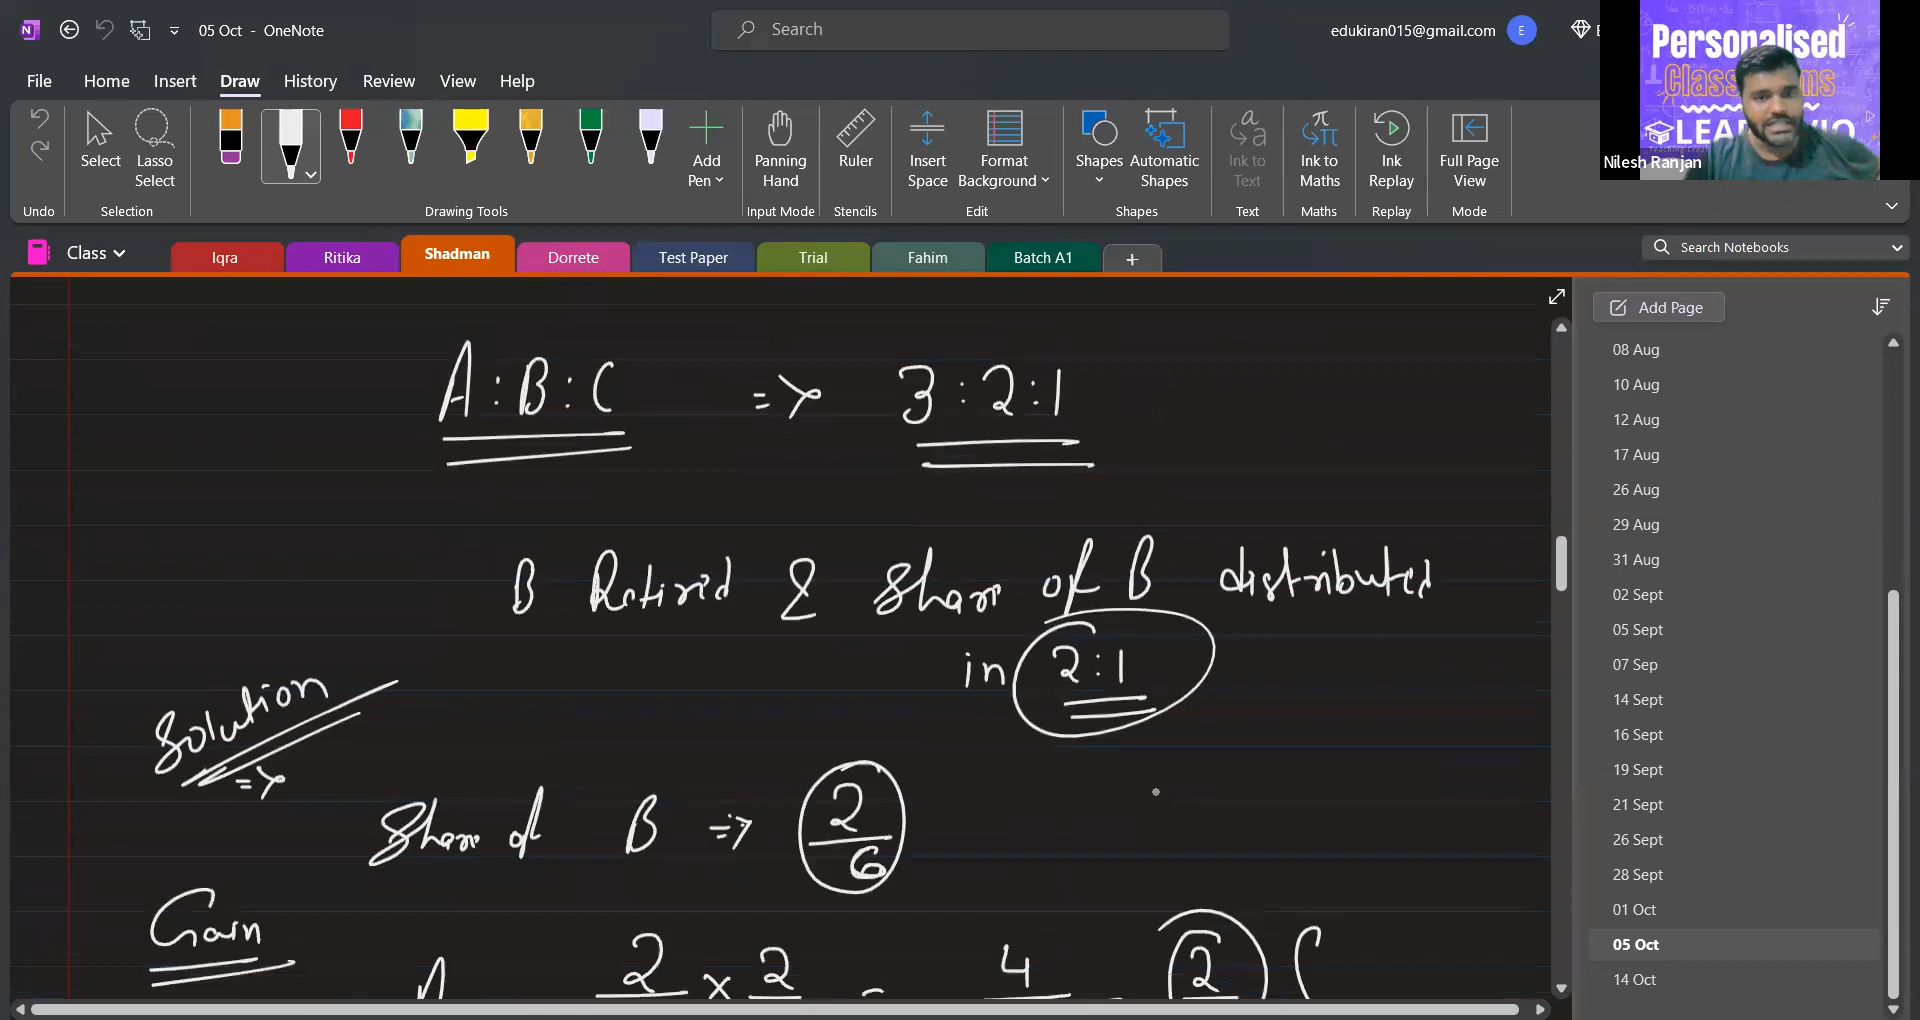 05 Oct - OneNote
Search
edukiran015@gmail.com
E
File Home Insert Draw History Review View Help
Undo
Select
Lasso Select
Selection
Drawing Tools
Add Pen
Panning Hand
Input Mode
Ruler
Stencils
Insert Space
Format Background
Edit
Shapes
Automatic Shapes
Shapes
Ink to Text
Text
Ink to Maths
Maths
Ink Replay
Replay
Full Page View
Mode
Personalised
Nilesh Ranjan
Class
Iqra Ritika Shadman Dorrete Test Paper Trial Fahim Batch A1 +
Search Notebooks
A : B : C => 3 : 2 : 1
B Retired & Share of B distributed
in 2 : 1
Solution
=>
Share of B => 2/6
Gain
A 2 × 2 = 4 2
Add Page
08 Aug
10 Aug
12 Aug
17 Aug
26 Aug
29 Aug
31 Aug
02 Sept
05 Sept
07 Sep
14 Sept
16 Sept
19 Sept
21 Sept
26 Sept
28 Sept
01 Oct
05 Oct
14 Oct